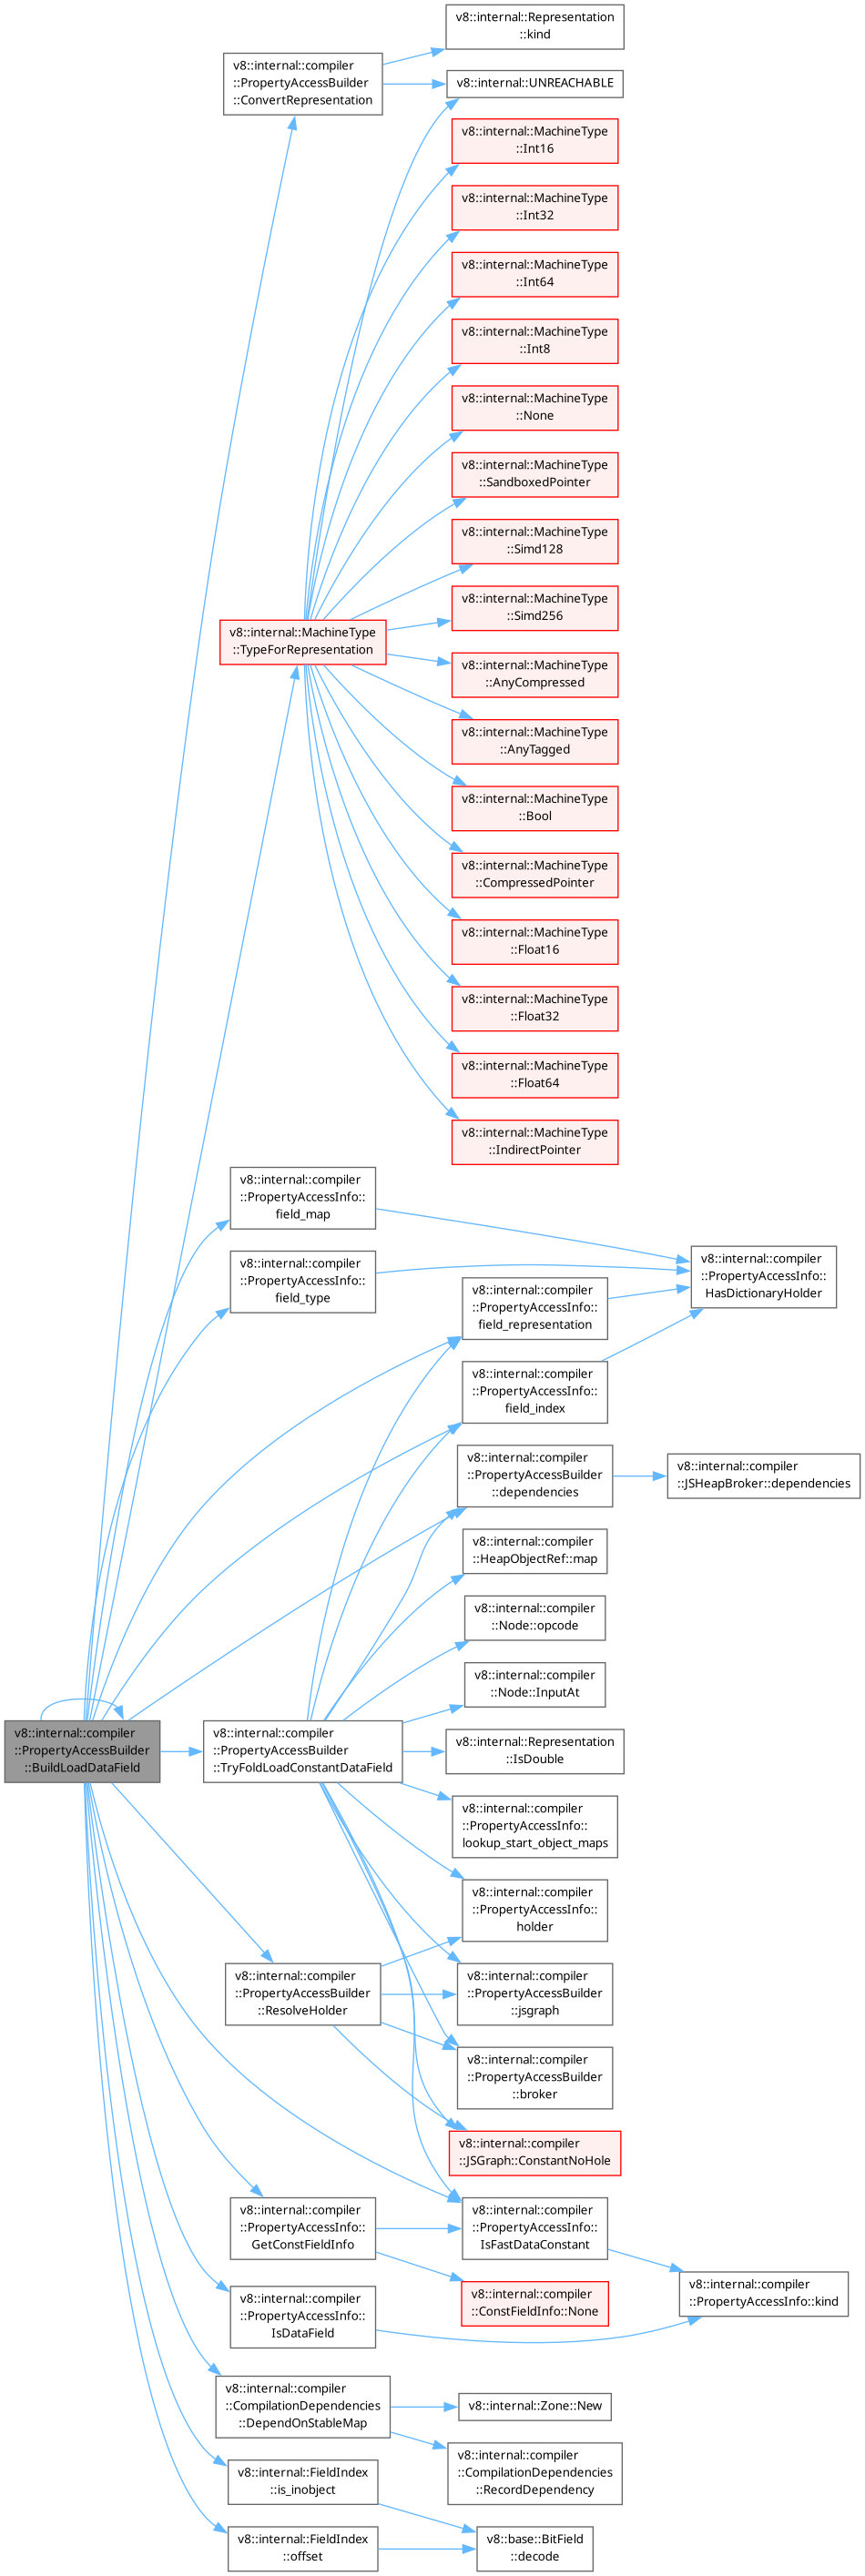 v8::internal::Representation
::kind
v8::internal::compiler
::PropertyAccessBuilder
::ConvertRepresentation
v8::internal::UNREACHABLE
v8::internal::MachineType
::Int16
v8::internal::MachineType
::Int32
v8::internal::MachineType
::Int64
v8::internal::MachineType
::Int8
v8::internal::MachineType
::None
v8::internal::MachineType
::SandboxedPointer
v8::internal::MachineType
::Simd128
v8::internal::MachineType
::Simd256
v8::internal::MachineType
::TypeForRepresentation
v8::internal::MachineType
::AnyCompressed
v8::internal::MachineType
::AnyTagged
v8::internal::MachineType
::Bool
v8::internal::MachineType
::CompressedPointer
v8::internal::MachineType
::Float16
v8::internal::MachineType
::Float32
v8::internal::MachineType
::Float64
v8::internal::MachineType
::IndirectPointer
v8::internal::compiler
::PropertyAccessInfo::
field_map
v8::internal::compiler
::PropertyAccessInfo::
field_type
v8::internal::compiler
::PropertyAccessInfo::
HasDictionaryHolder
v8::internal::compiler
::PropertyAccessInfo::
field_representation
v8::internal::compiler
::PropertyAccessInfo::
field_index
v8::internal::compiler
::PropertyAccessBuilder
::dependencies
v8::internal::compiler
::JSHeapBroker::dependencies
v8::internal::compiler
::HeapObjectRef::map
v8::internal::compiler
::Node::opcode
v8::internal::compiler
::Node::InputAt
v8::internal::compiler
::PropertyAccessBuilder
::BuildLoadDataField
v8::internal::compiler
::PropertyAccessBuilder
::TryFoldLoadConstantDataField
v8::internal::Representation
::IsDouble
v8::internal::compiler
::PropertyAccessInfo::
lookup_start_object_maps
v8::internal::compiler
::PropertyAccessInfo::
holder
v8::internal::compiler
::PropertyAccessBuilder
::ResolveHolder
v8::internal::compiler
::PropertyAccessBuilder
::jsgraph
v8::internal::compiler
::PropertyAccessBuilder
::broker
v8::internal::compiler
::JSGraph::ConstantNoHole
v8::internal::compiler
::PropertyAccessInfo::
GetConstFieldInfo
v8::internal::compiler
::PropertyAccessInfo::
IsFastDataConstant
v8::internal::compiler
::ConstFieldInfo::None
v8::internal::compiler
::PropertyAccessInfo::kind
v8::internal::compiler
::PropertyAccessInfo::
IsDataField
v8::internal::compiler
::CompilationDependencies
::DependOnStableMap
v8::internal::Zone::New
v8::internal::compiler
::CompilationDependencies
::RecordDependency
v8::internal::FieldIndex
::is_inobject
v8::internal::FieldIndex
::offset
v8::base::BitField
::decode